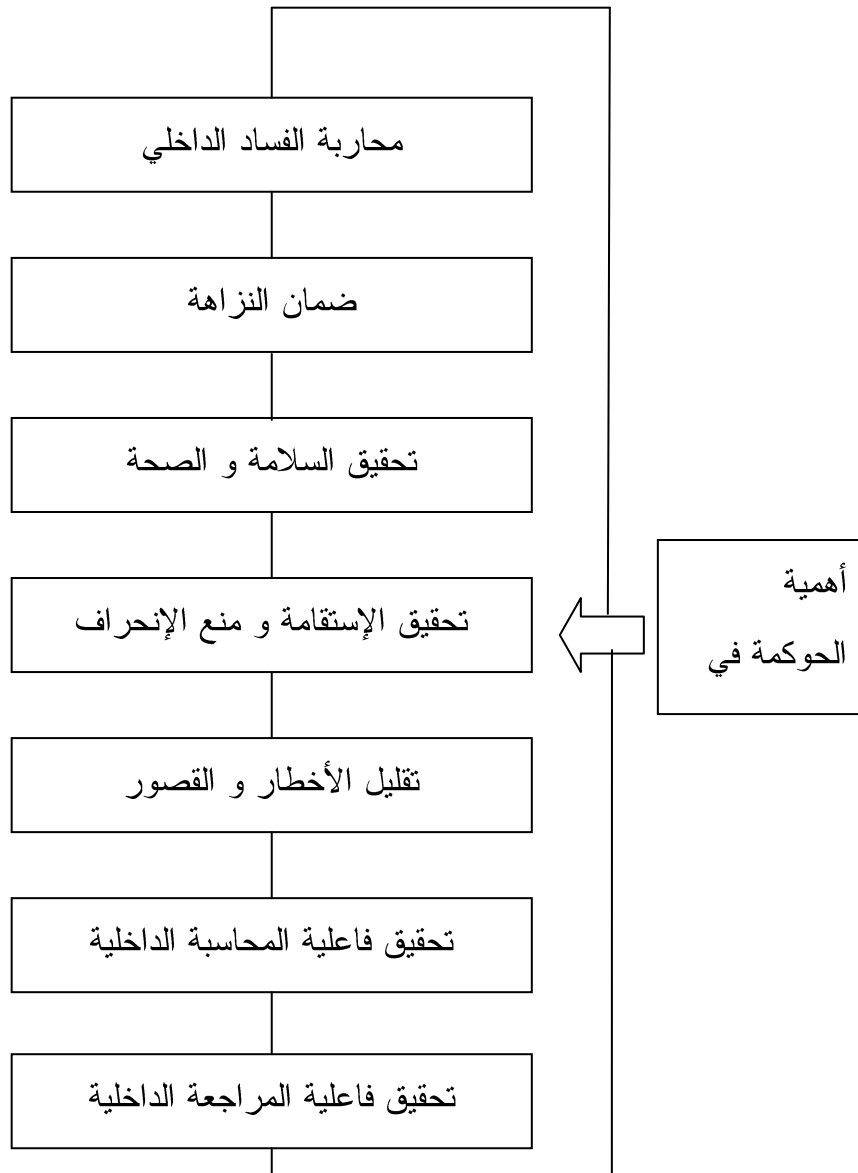 محاربة الفساد الداخلي
ضمان النزاهة
تحقيق السلامة و الصحة
تحقيق الإستقامة و منع الإنحراف
أهمية
الحوكمة في
تقليل الأخطار و القصور
تحقيق فاعلية المحاسبة الداخلية
تحقيق فاعلية المراجعة الداخلية